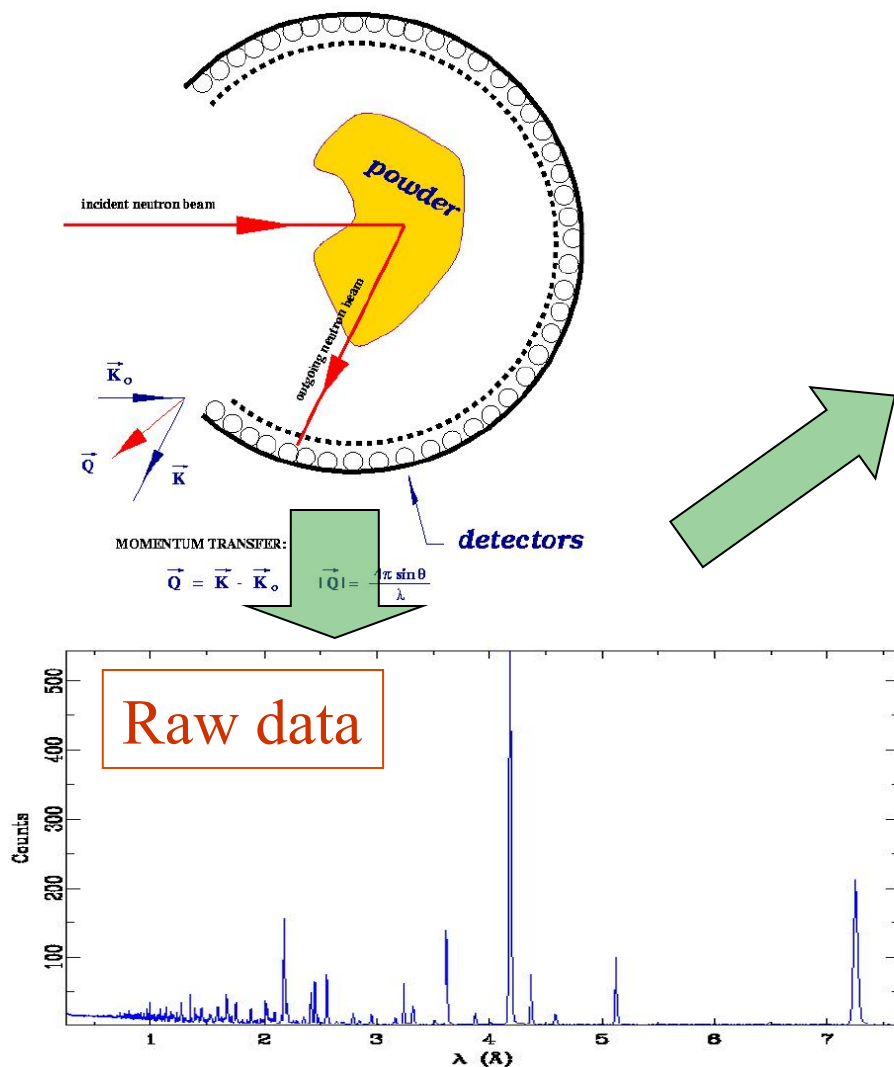 powder
incident neutron beam
outgoing neutron beam
K₀
Q
K
detectors
MOMENTUM TRANSFER:
Q = K - K₀ |Q| = 4π sin θ / λ
Raw data
Counts
500
400
300
200
100
1 2 3 4 5 6 7
λ (Å)